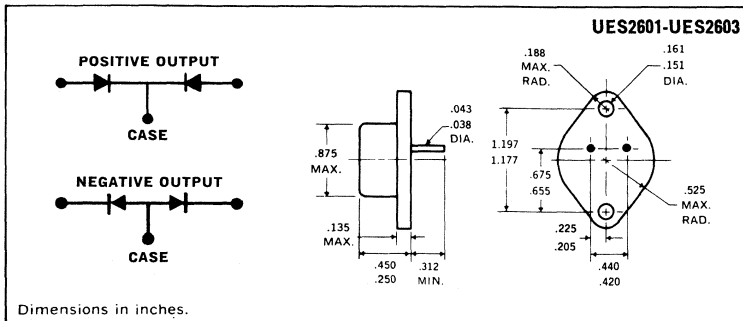 UES2601-UES2603
POSITIVE OUTPUT
CASE
NEGATIVE OUTPUT
CASE
.875
MAX.
.135
MAX.
.450
.250
.312
MIN.
.043
.038
DIA.
.188
MAX.
RAD.
.161
.151
DIA.
1.197
1.177
.675
.655
.525
MAX.
RAD.
.225
.205
.440
.420
Dimensions in inches.